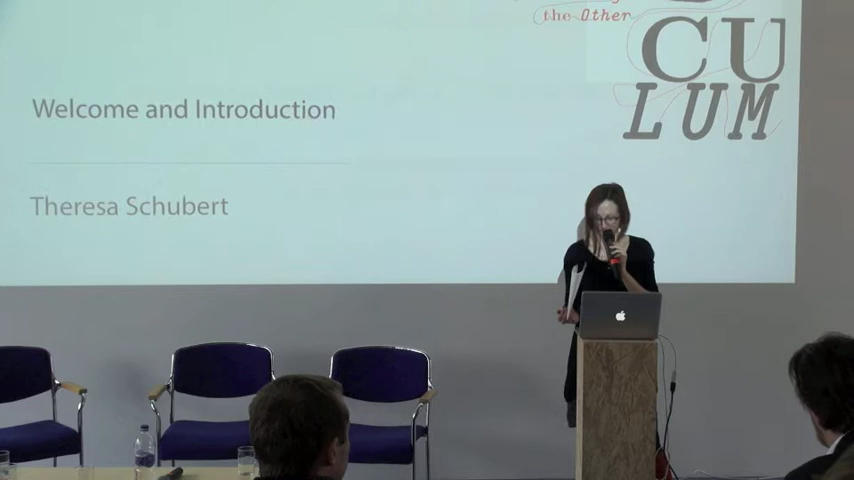 the Other
CU
LUM
Welcome and Introduction
Theresa Schubert